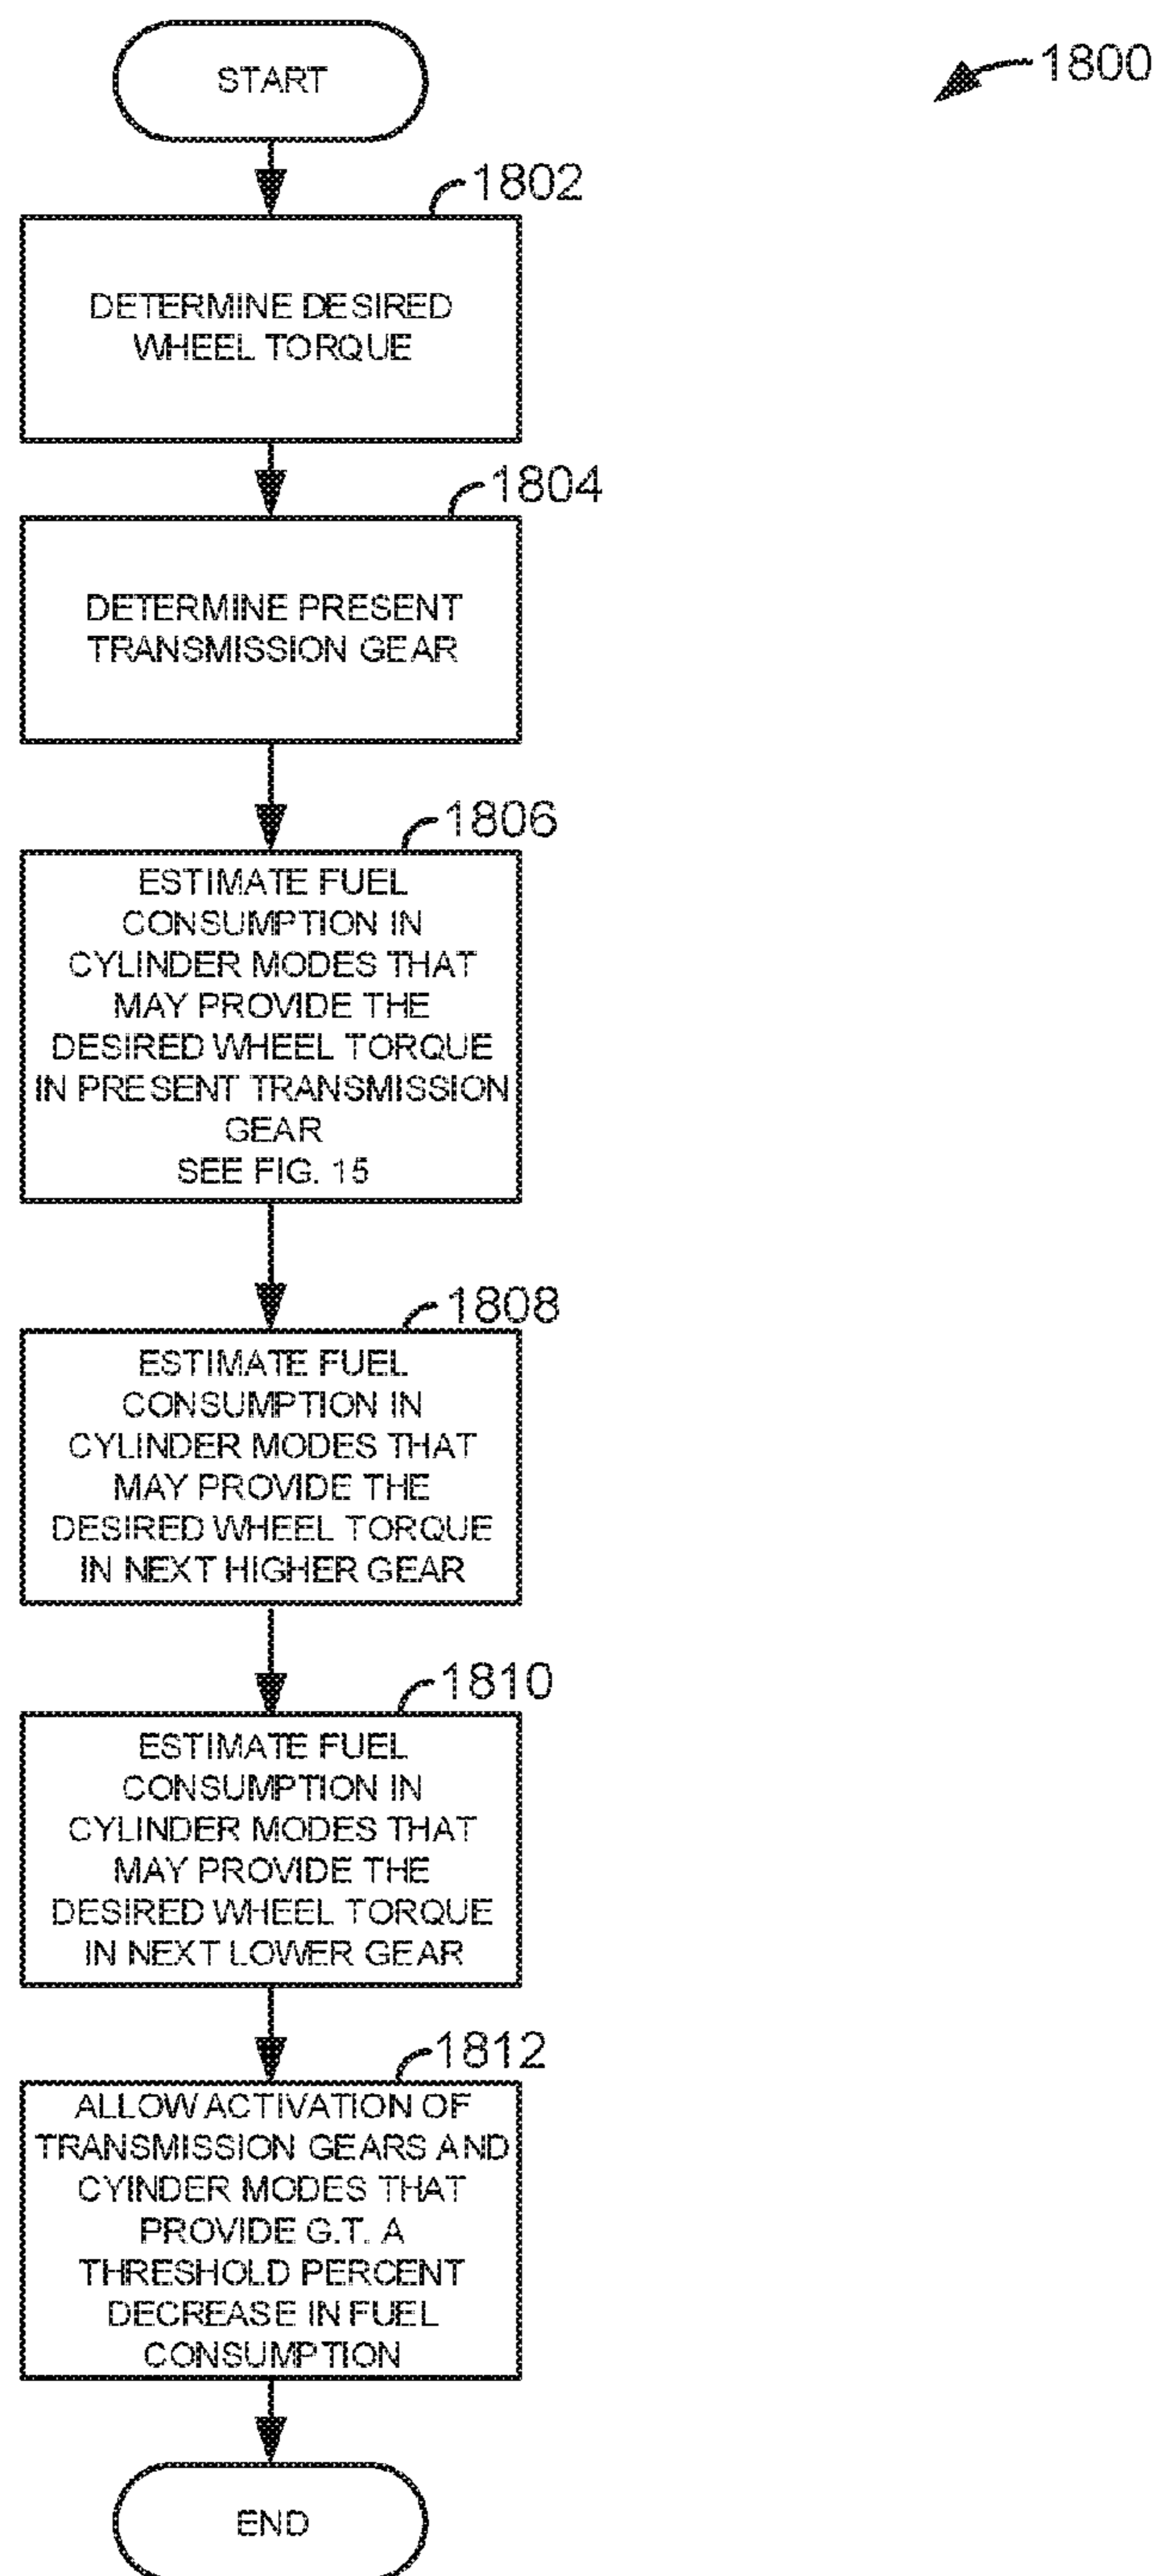 START
1800
1802
DETERMINE DESIRED
WHEEL TORQUE
1804
DETERMINE PRESENT
TRANSMISSION GEAR
1806
ESTIMATE FUEL
CONSUMPTION IN
CYLINDER MODES THAT
MAY PROVIDE THE
DESIRED WHEEL TORQUE
IN PRESENT TRANSMISSION
GEAR
SEE FIG. 15
1808
ESTIMATE FUEL
CONSUMPTION IN
CYLINDER MODES THAT
MAY PROVIDE THE
DESIRED WHEEL TORQUE
IN NEXT HIGHER GEAR
1810
ESTIMATE FUEL
CONSUMPTION IN
CYLINDER MODES THAT
MAY PROVIDE THE
DESIRED WHEEL TORQUE
IN NEXT LOWER GEAR
1812
ALLOW ACTIVATION OF
TRANSMISSION GEARS AND
CYINDER MODES THAT
PROVIDE G.T. A
THRESHOLD PERCENT
DECREASE IN FUEL
CONSUMPTION
END